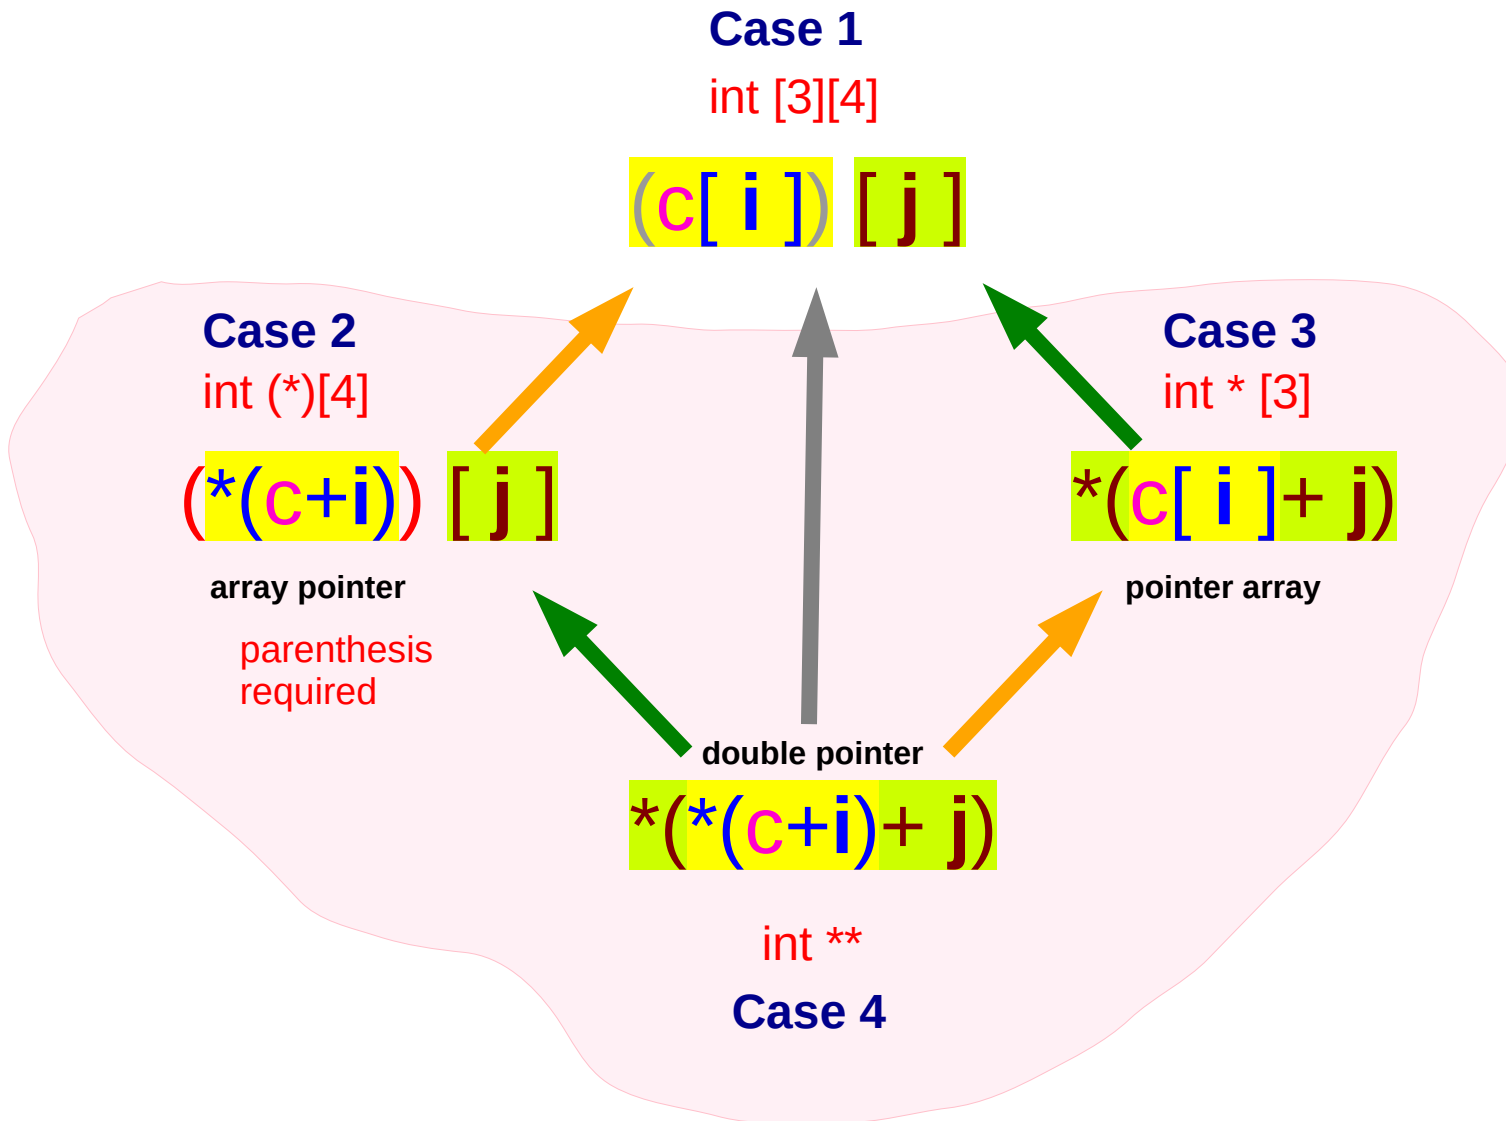 Case 1
int [3][4]
(c[ i ]) [ j ]
Case 2
int (*)[4]
(*(c+i)) [ j ]
array pointer
parenthesis
required
Case 3
int * [3]
*(c[ i ]+ j)
pointer array
double pointer
*(*(c+i)+ j)
int **
Case 4